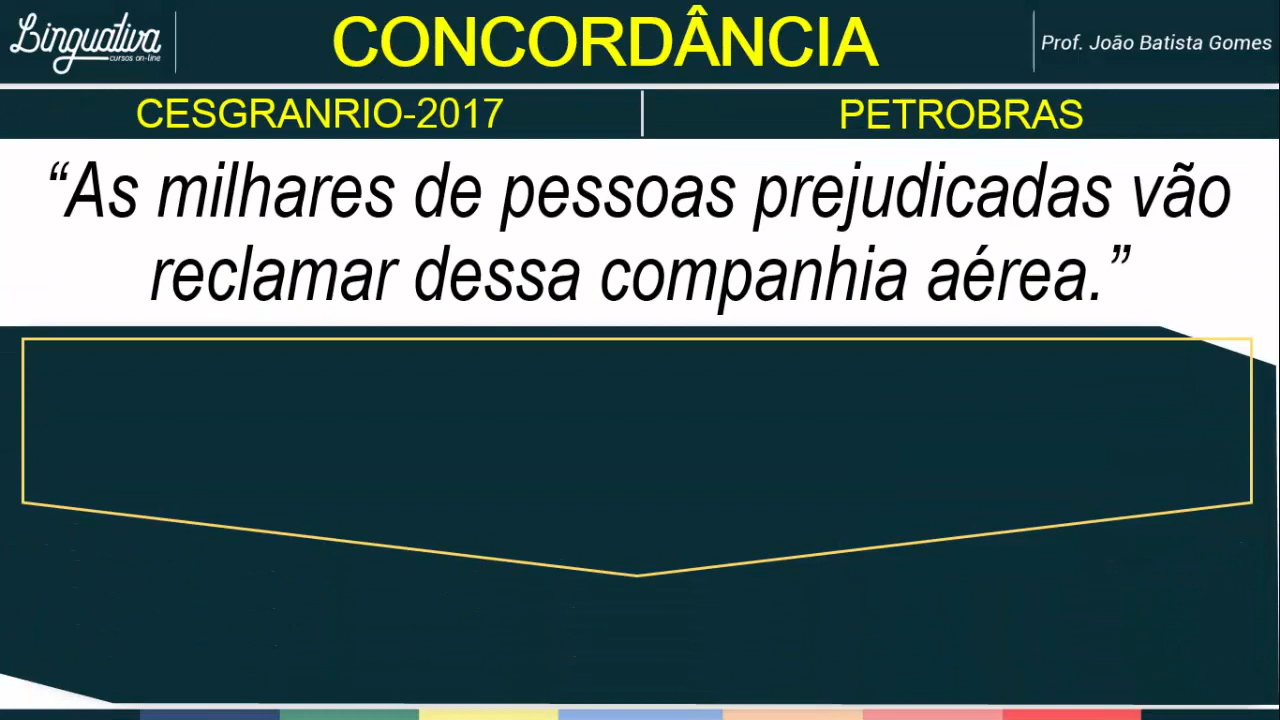 Linguativa
cursos on-line
CONCORDÂNCIA
Prof. João Batista Gomes
CESGRANRIO-2017
PETROBRAS
“As milhares de pessoas prejudicadas vão
reclamar dessa companhia aérea.”